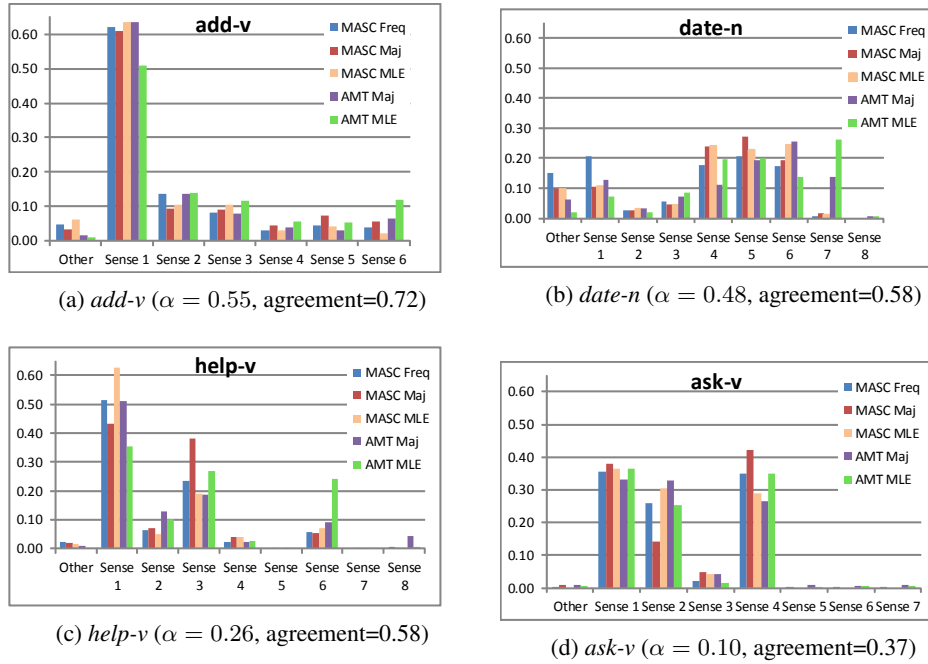 add-v
0.60
0.50
0.40
0.30
0.20
0.10
0.00
MASC Freq
MASC Maj
MASC MLE
AMT Maj
AMT MLE
Other Sense 1 Sense 2 Sense 3 Sense 4 Sense 5 Sense 6
(a) add-v (α = 0.55, agreement=0.72)
date-n
0.60
0.50
0.40
0.30
0.20
0.10
0.00
MASC Freq
MASC Maj
MASC MLE
AMT Maj
AMT MLE
Other Sense Sense Sense Sense Sense Sense Sense Sense
1 2 3 4 5 6 7 8
(b) date-n (α = 0.48, agreement=0.58)
help-v
0.60
0.50
0.40
0.30
0.20
0.10
0.00
MASC Freq
MASC Maj
MASC MLE
AMT Maj
AMT MLE
Other Sense Sense Sense Sense Sense Sense Sense Sense
1 2 3 4 5 6 7 8
(c) help-v (α = 0.26, agreement=0.58)
ask-v
0.60
0.50
0.40
0.30
0.20
0.10
0.00
MASC Freq
MASC Maj
MASC MLE
AMT Maj
AMT MLE
Other Sense 1 Sense 2 Sense 3 Sense 4 Sense 5 Sense 6 Sense 7
(d) ask-v (α = 0.10, agreement=0.37)